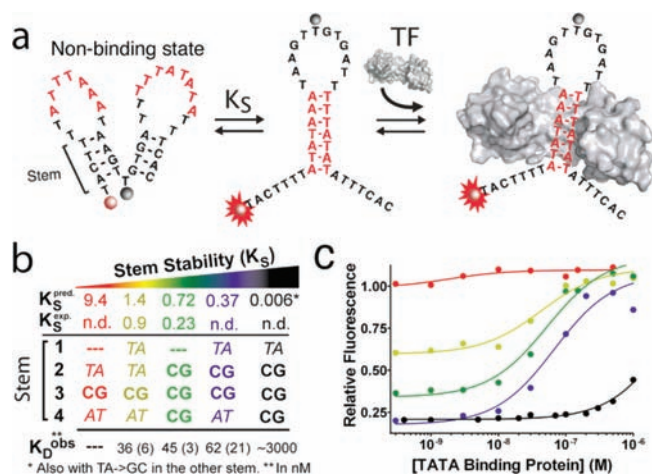 a
Non-binding state
Stem
K_S
TF
TACTTTT
ATTTCAC
TACTTTT
ATTTCAC
b
Stem Stability (K_S)
K_S^pred. 9.4 1.4 0.72 0.37 0.006*
K_S^exp. n.d. 0.9 0.23 n.d. n.d.
Stem
1 --- TA --- TA TA
2 TA TA CG CG CG
3 CG CG CG CG CG
4 AT AT CG AT CG
K_D^obs** --- 36 (6) 45 (3) 62 (21) ~3000
* Also with TA->GC in the other stem. ** In nM
c
Relative Fluorescence
1.00
0.75
0.50
0.25
10^-9 10^-8 10^-7 10^-6
[TATA Binding Protein] (M)